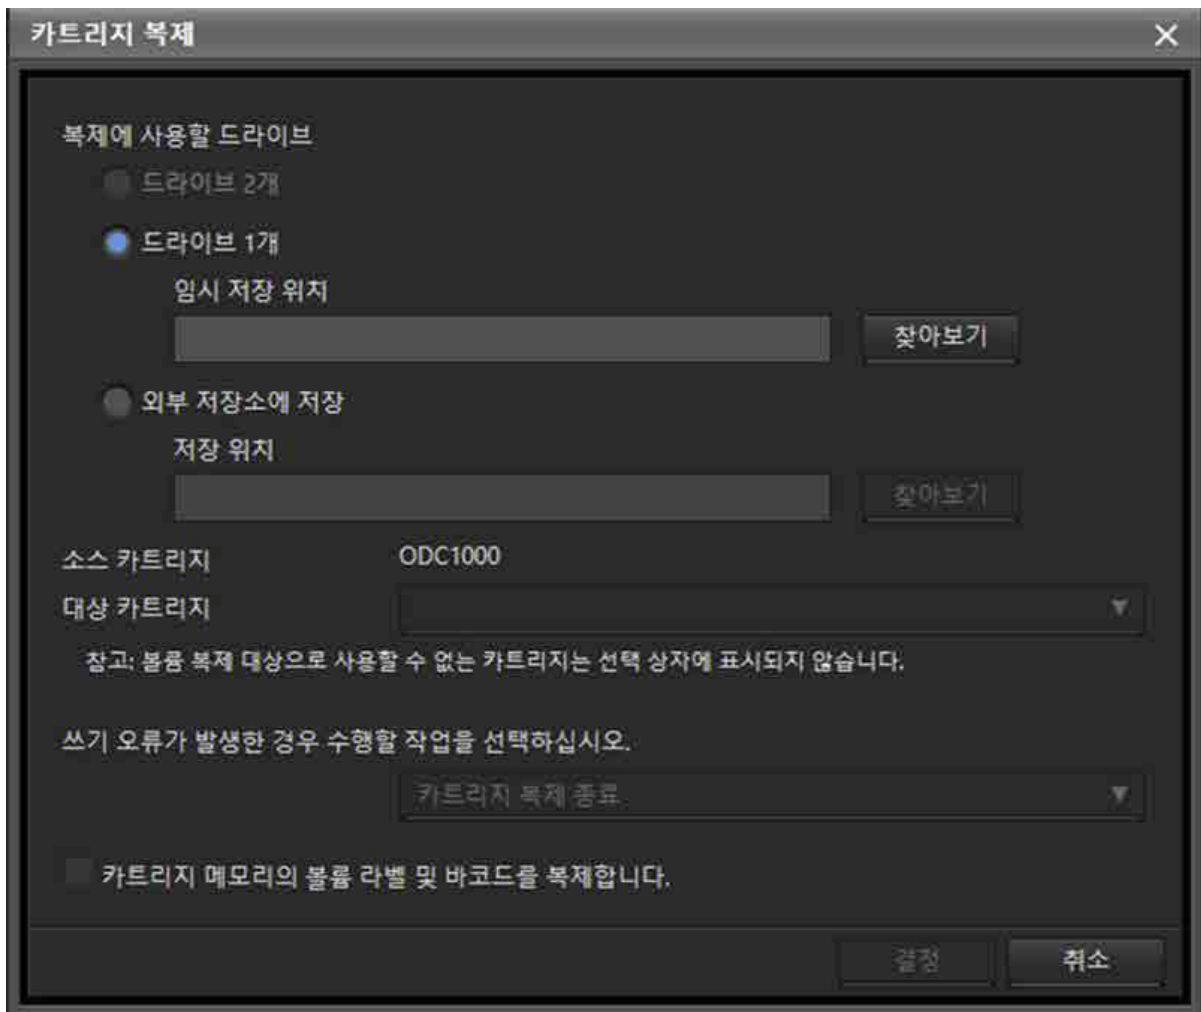 카트리지 복제
복제에 사용할 드라이브
드라이브 2개
드라이브 1개
임시 저장 위치
찾아보기
외부 저장소에 저장
저장 위치
찾아보기
소스 카트리지 ODC1000
대상 카트리지
참고: 볼륨 복제 대상으로 사용할 수 없는 카트리지는 선택 상자에 표시되지 않습니다.
쓰기 오류가 발생한 경우 수행할 작업을 선택하십시오.
카트리지 복제 종료
카트리지 메모리의 볼륨 라벨 및 바코드를 복제합니다.
결정 취소